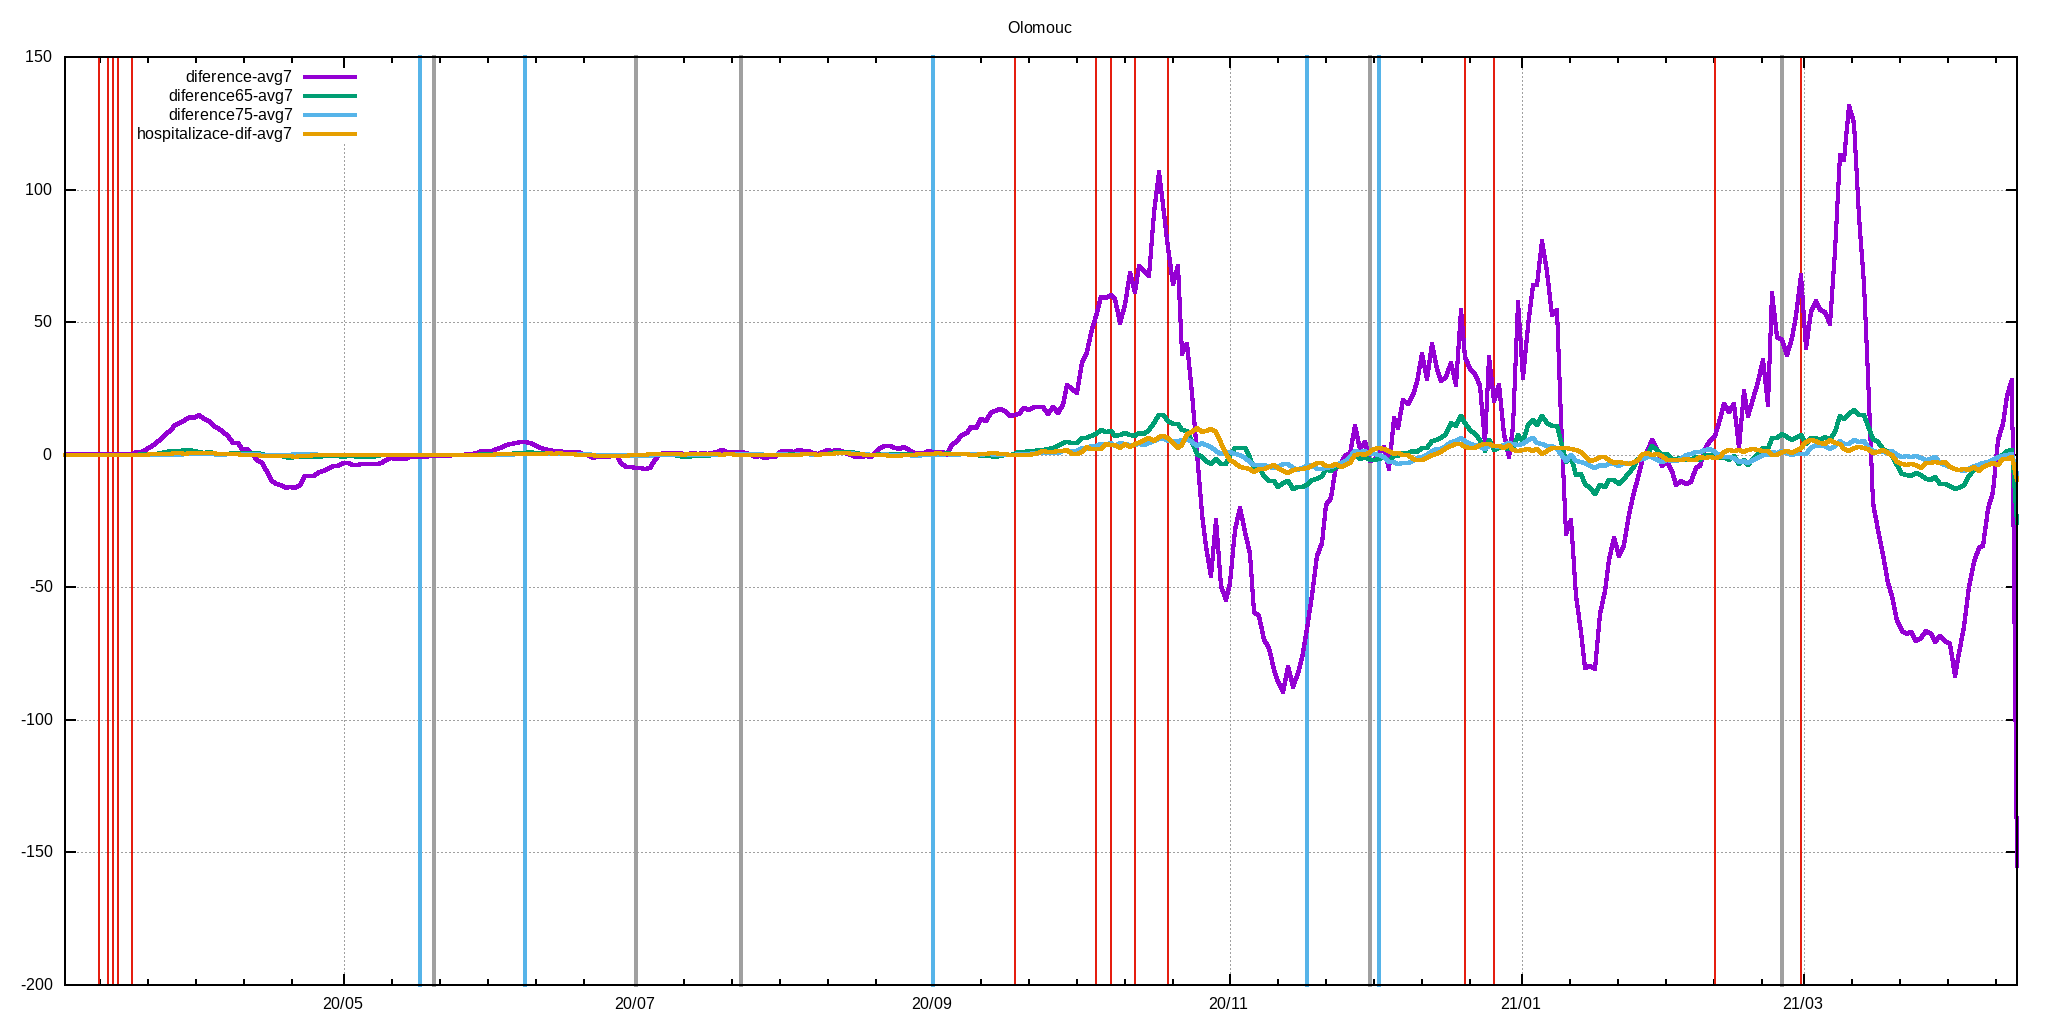 Olomouc
150
100
50
0
-50
-100
-150
-200
diference-avg7
diference65-avg7
diference75-avg7
hospitalizace-dif-avg7
20/05 20/07 20/09 20/11 21/01 21/03